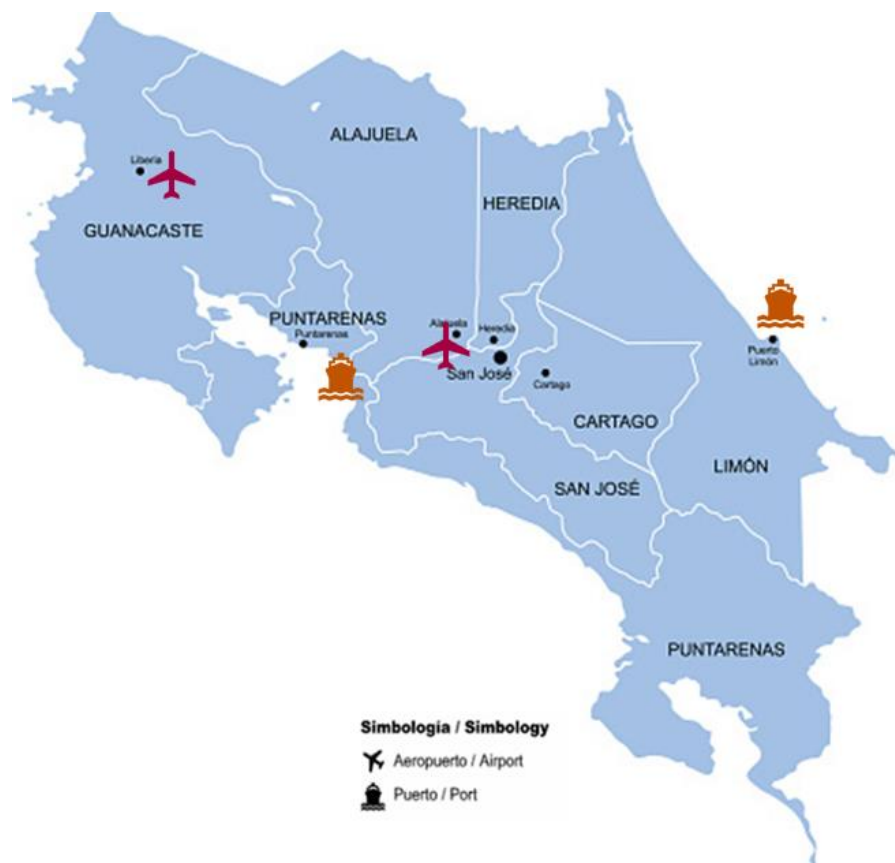 ALAJUELA
Liberia
HEREDIA
GUANACASTE
PUNTARENAS
Puntarenas
Alajuela
Heredia
San José
Cartago
Puerto
Limón
CARTAGO
LIMÓN
SAN JOSÉ
PUNTARENAS
Simbología / Simbology
Aeropuerto / Airport
Puerto / Port